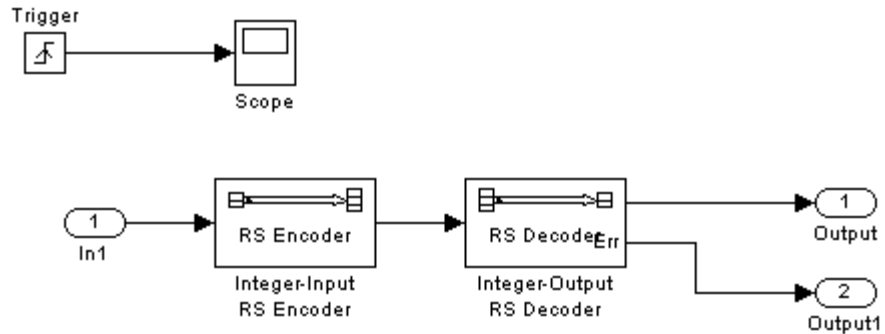 Trigger
Scope
1
In1
RS Encoder
Integer-Input
RS Encoder
RS Decoder
Err
Integer-Output
RS Decoder
1
Output
2
Output1